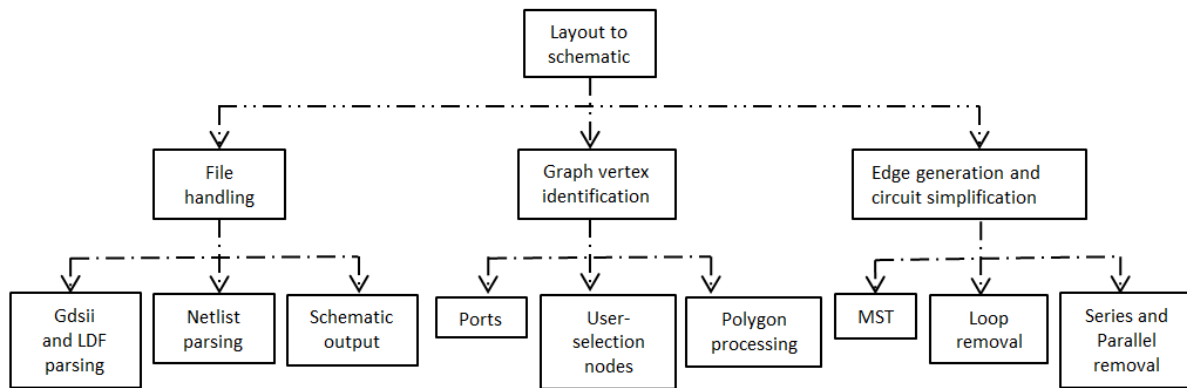 Layout to
schematic
File
handling
Graph vertex
identification
Edge generation and
circuit simplification
Gdsii
and LDF
parsing
Netlist
parsing
Schematic
output
Ports
User-
selection
nodes
Polygon
processing
MST
Loop
removal
Series and
Parallel
removal